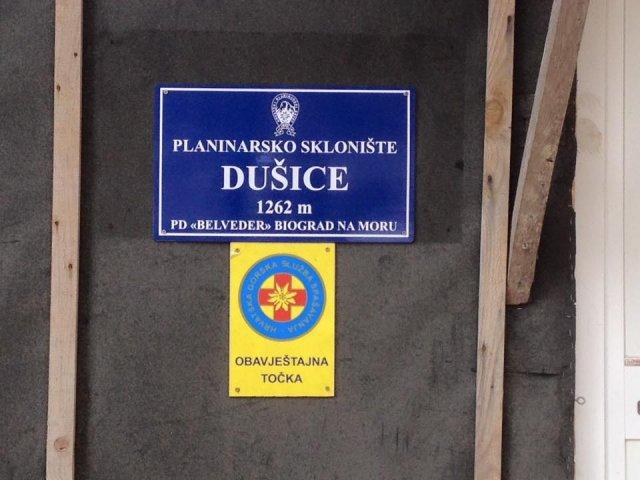 PLANINARSKO SKLONIŠTE
DUŠICE
1262 m
PD «BELVEDER» BIOGRAD NA MORU
HRVATSKA GORSKA SLUŽBA SPAŠAVANJA
OBAVJEŠTAJNA
TOČKA